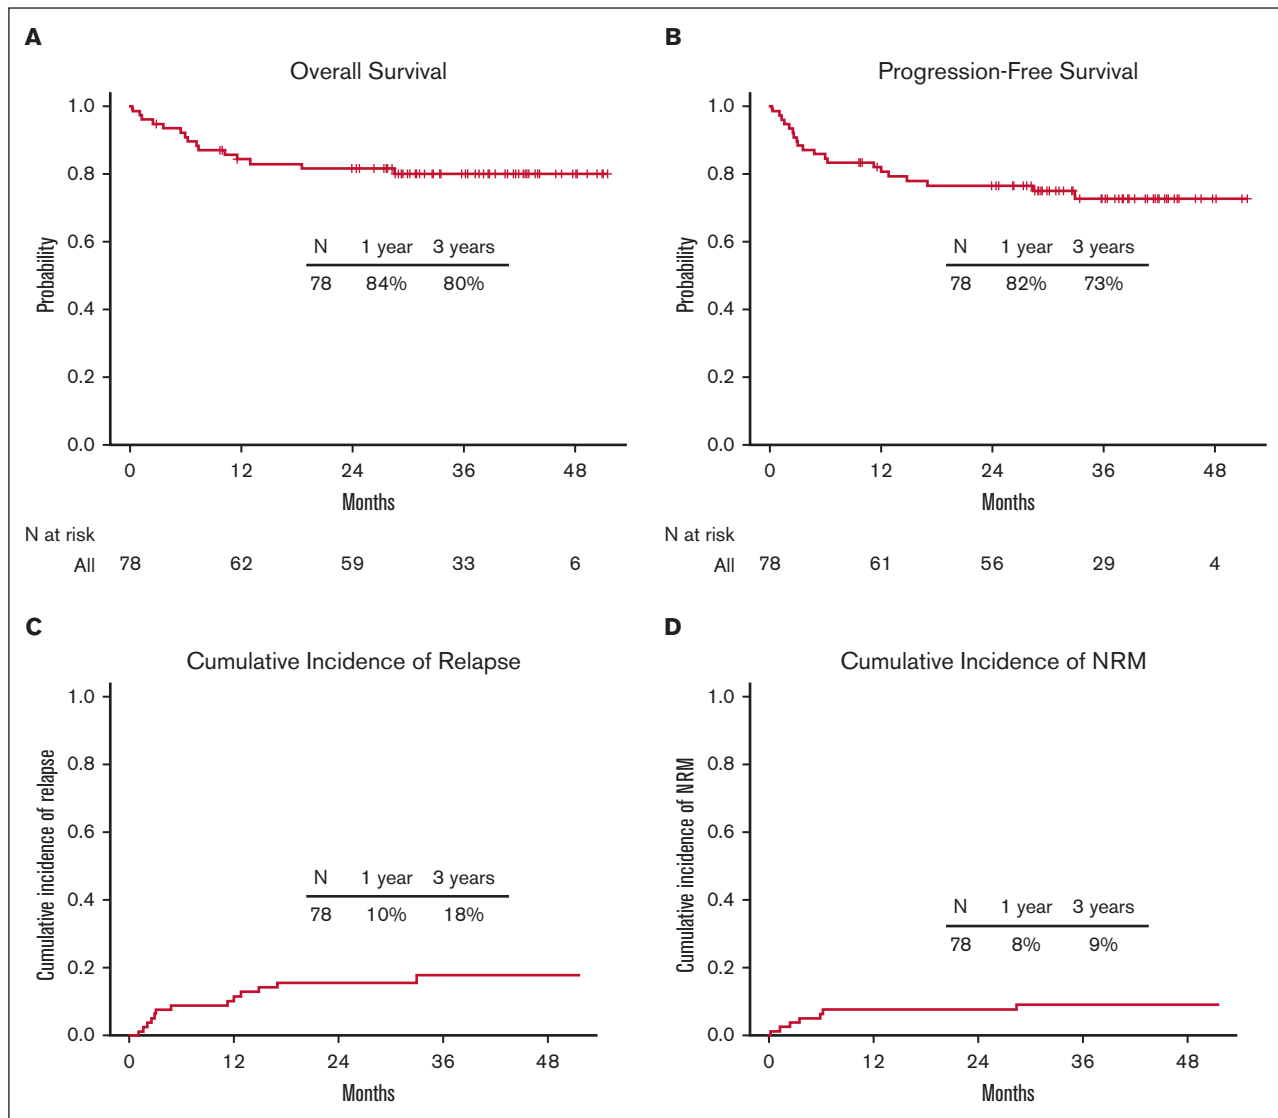 A
Overall Survival
1.0
0.8
0.6
0.4
0.2
0.0
Probability
N 1 year 3 years
78 84% 80%
0 12 24 36 48
Months
N at risk
All 78 62 59 33 6
B
Progression-Free Survival
1.0
0.8
0.6
0.4
0.2
0.0
Probability
N 1 year 3 years
78 82% 73%
0 12 24 36 48
Months
N at risk
All 78 61 56 29 4
C
Cumulative Incidence of Relapse
1.0
0.8
0.6
0.4
0.2
0.0
Cumulative incidence of relapse
N 1 year 3 years
78 10% 18%
0 12 24 36 48
Months
D
Cumulative Incidence of NRM
1.0
0.8
0.6
0.4
0.2
0.0
Cumulative incidence of NRM
N 1 year 3 years
78 8% 9%
0 12 24 36 48
Months